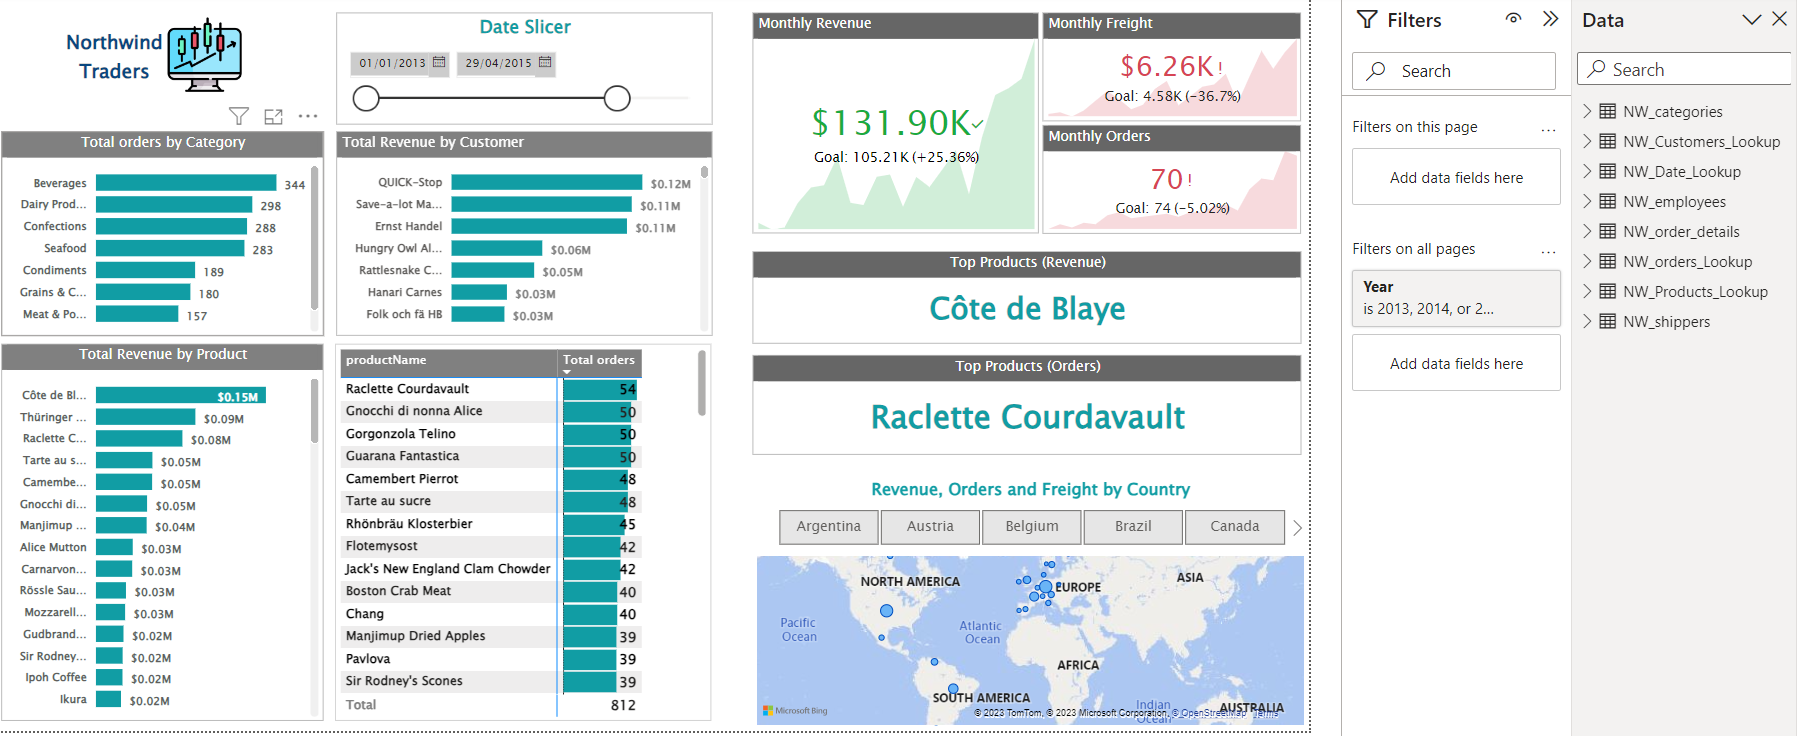 Northwind
Traders
Date Slicer
01/01/2013
29/04/2015
Total orders by Category
Beverages 344
Dairy Prod... 298
Confections 288
Seafood 283
Condiments 189
Grains & C... 180
Meat & Po... 157
Total Revenue by Customer
QUICK-Stop $0.12M
Save-a-lot Ma... $0.11M
Ernst Handel $0.11M
Hungry Owl Al... $0.06M
Rattlesnake C... $0.05M
Hanari Carnes $0.03M
Folk och fä HB $0.03M
Total Revenue by Product
Côte de Bl... $0.15M
Thüringer ... $0.09M
Raclette C... $0.08M
Tarte au s... $0.05M
Camembe... $0.05M
Gnocchi di... $0.05M
Manjimup ... $0.04M
Alice Mutton $0.03M
Carnarvon... $0.03M
Rössle Sau... $0.03M
Mozzarell... $0.03M
Gudbrand... $0.02M
Sir Rodney... $0.02M
Ipoh Coffee $0.02M
Ikura $0.02M
productName Total orders
Raclette Courdavault 54
Gnocchi di nonna Alice 50
Gorgonzola Telino 50
Guarana Fantastica 50
Camembert Pierrot 48
Tarte au sucre 48
Rhönbräu Klosterbier 45
Flotemysost 42
Jack's New England Clam Chowder 42
Boston Crab Meat 40
Chang 40
Manjimup Dried Apples 39
Pavlova 39
Sir Rodney's Scones 39
Total 812
Monthly Revenue
$131.90K
Goal: 105.21K (+25.36%)
Monthly Freight
$6.26K!
Goal: 4.58K (-36.7%)
Monthly Orders
70!
Goal: 74 (-5.02%)
Top Products (Revenue)
Côte de Blaye
Top Products (Orders)
Raclette Courdavault
Revenue, Orders and Freight by Country
Argentina Austria Belgium Brazil Canada
NORTH AMERICA
EUROPE
ASIA
Pacific
Ocean
Atlantic
Ocean
AFRICA
SOUTH AMERICA
Indian
Ocean
AUSTRALIA
Microsoft Bing
© 2023 TomTom, © 2023 Microsoft Corporation, © OpenStreetMap Terms
Filters
Search
Filters on this page ...
Add data fields here
Filters on all pages ...
Year
is 2013, 2014, or 2...
Add data fields here
Data
Search
NW_categories
NW_Customers_Lookup
NW_Date_Lookup
NW_employees
NW_order_details
NW_orders_Lookup
NW_Products_Lookup
NW_shippers